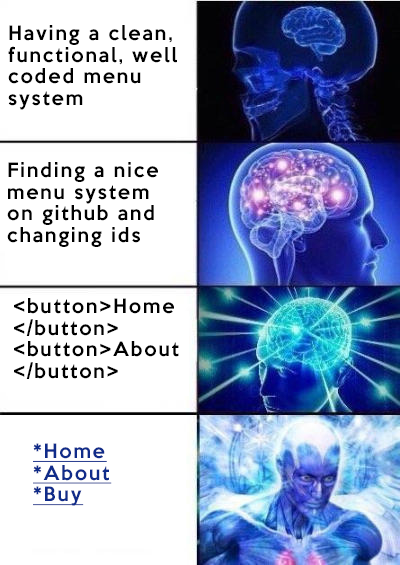 Having a clean,
functional, well
coded menu
system
Finding a nice
menu system
on github and
changing ids
<button>Home
</button>
<button>About
</button>
*Home
*About
*Buy